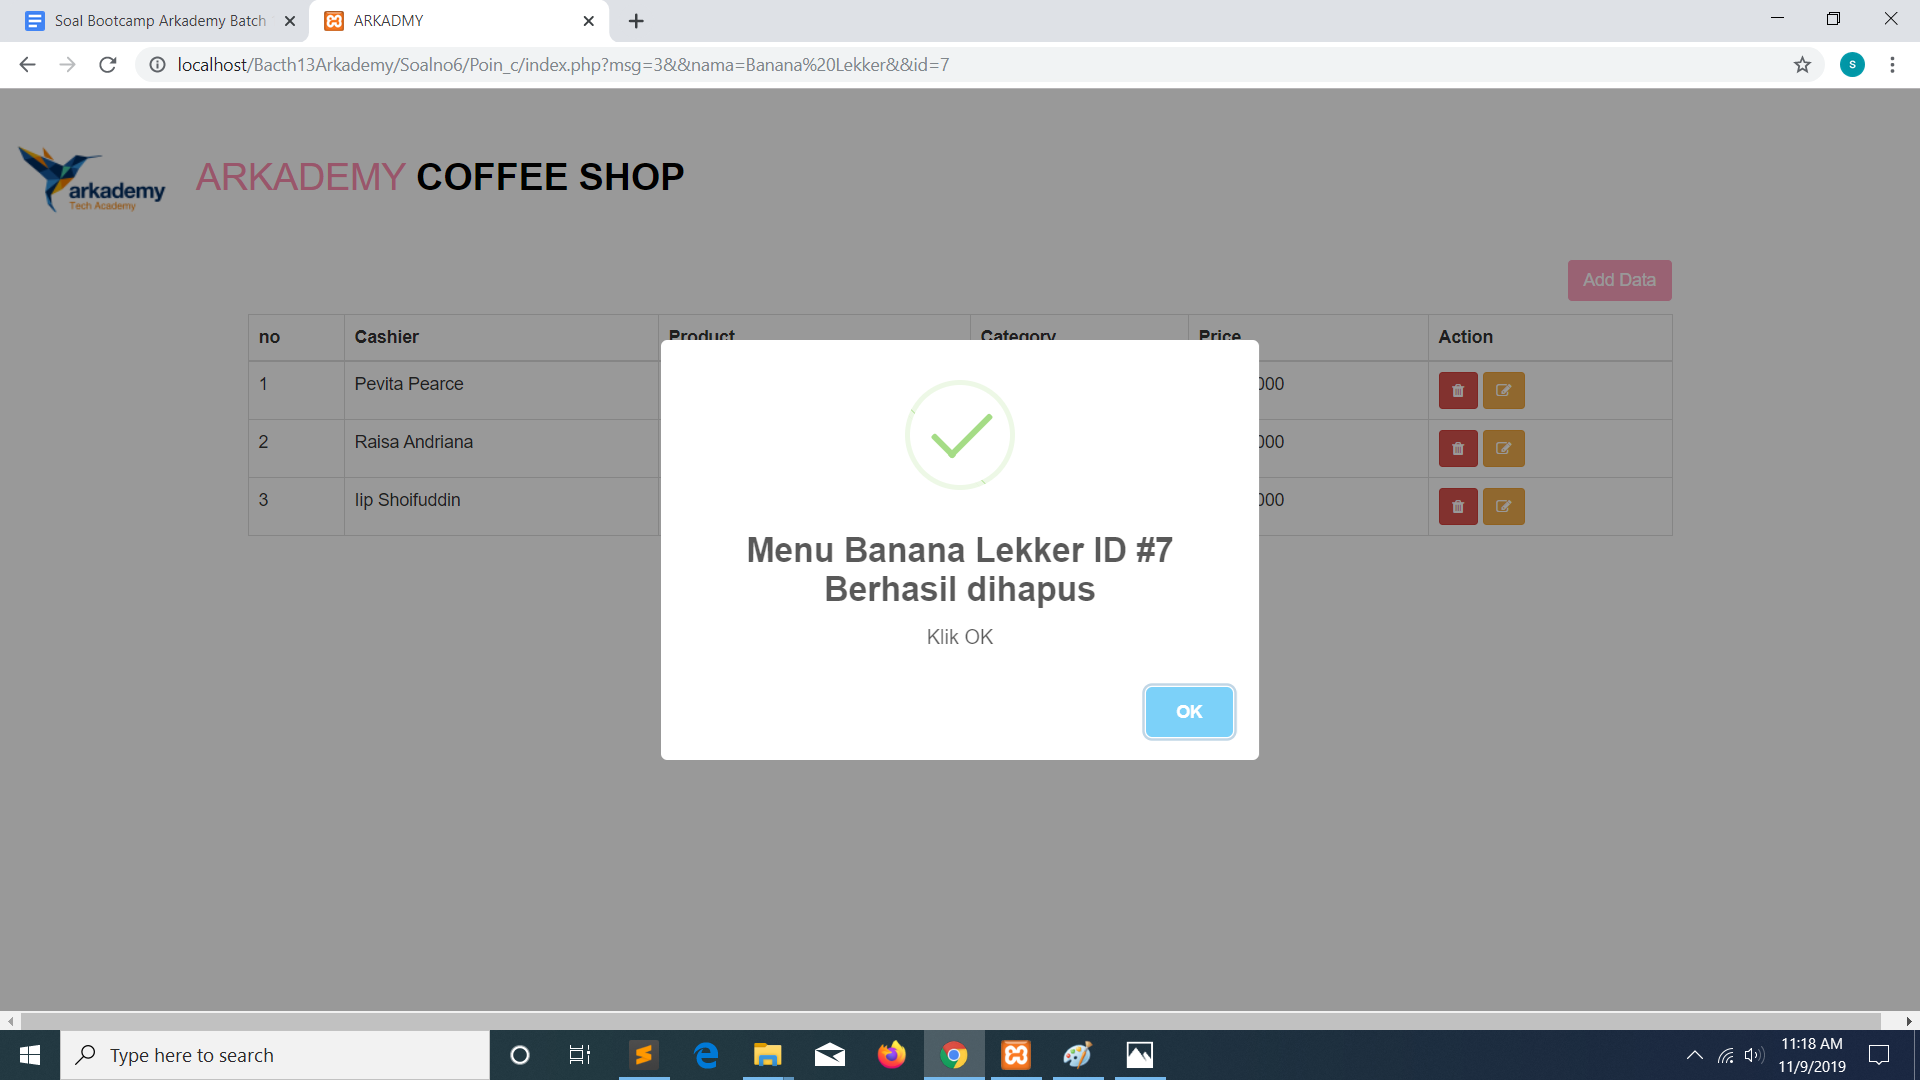 Soal Bootcamp Arkademy Batch
ARKADMY
localhost/Bacth13Arkademy/Soalno6/Poin_c/index.php?msg=3&&nama=Banana%20Lekker&&id=7
s
arkademy
Tech Academy
ARKADEMY COFFEE SHOP
Add Data
no Cashier Product Category Price Action
1 Pevita Pearce 000
2 Raisa Andriana 000
3 Iip Shoifuddin 000
Menu Banana Lekker ID #7
Berhasil dihapus
Klik OK
OK
Type here to search
11:18 AM
11/9/2019